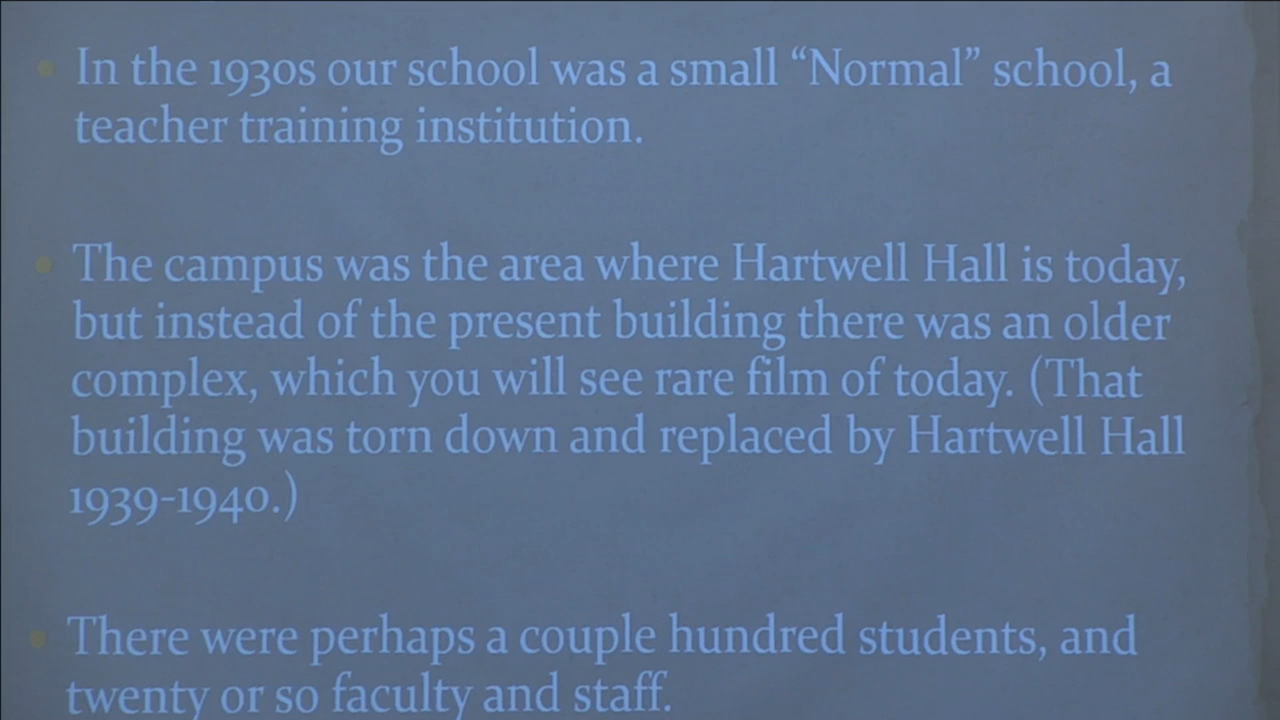 In the 1930s our school was a small “Normal” school, a
teacher training institution.
The campus was the area where Hartwell Hall is today,
but instead of the present building there was an older
complex, which you will see rare film of today. (That
building was torn down and replaced by Hartwell Hall
1939-1940.)
There were perhaps a couple hundred students, and
twenty or so faculty and staff.